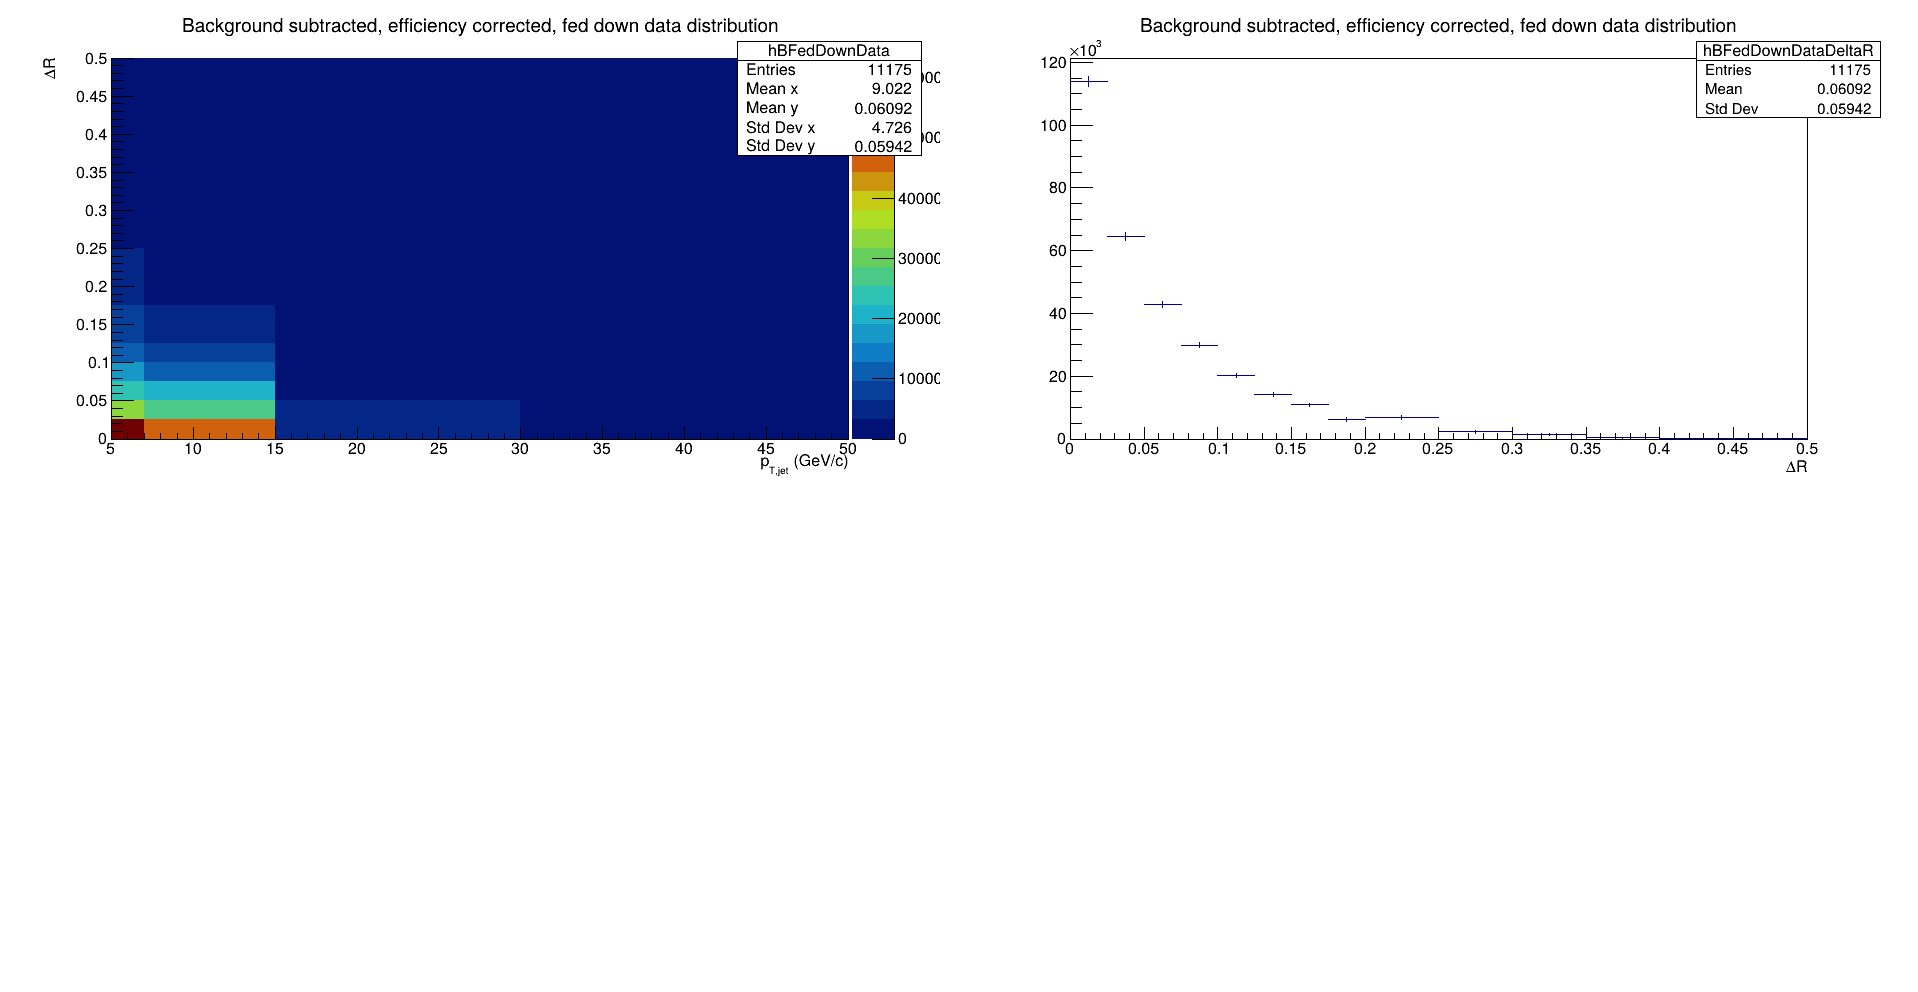 Background subtracted, efficiency corrected, fed down data distribution
hBFedDownData
Entries 11175
Mean x 9.022
Mean y 0.06092
Std Dev x 4.726
Std Dev y 0.05942
ΔR
0.5
0.45
0.4
0.35
0.3
0.25
0.2
0.15
0.1
0.05
0
5 10 15 20 25 30 35 40 45 50
p_T,jet (GeV/c)
40000
30000
20000
10000
0
Background subtracted, efficiency corrected, fed down data distribution
hBFedDownDataDeltaR
Entries 11175
Mean 0.06092
Std Dev 0.05942
×10³
120
100
80
60
40
20
0
0 0.05 0.1 0.15 0.2 0.25 0.3 0.35 0.4 0.45 0.5
ΔR